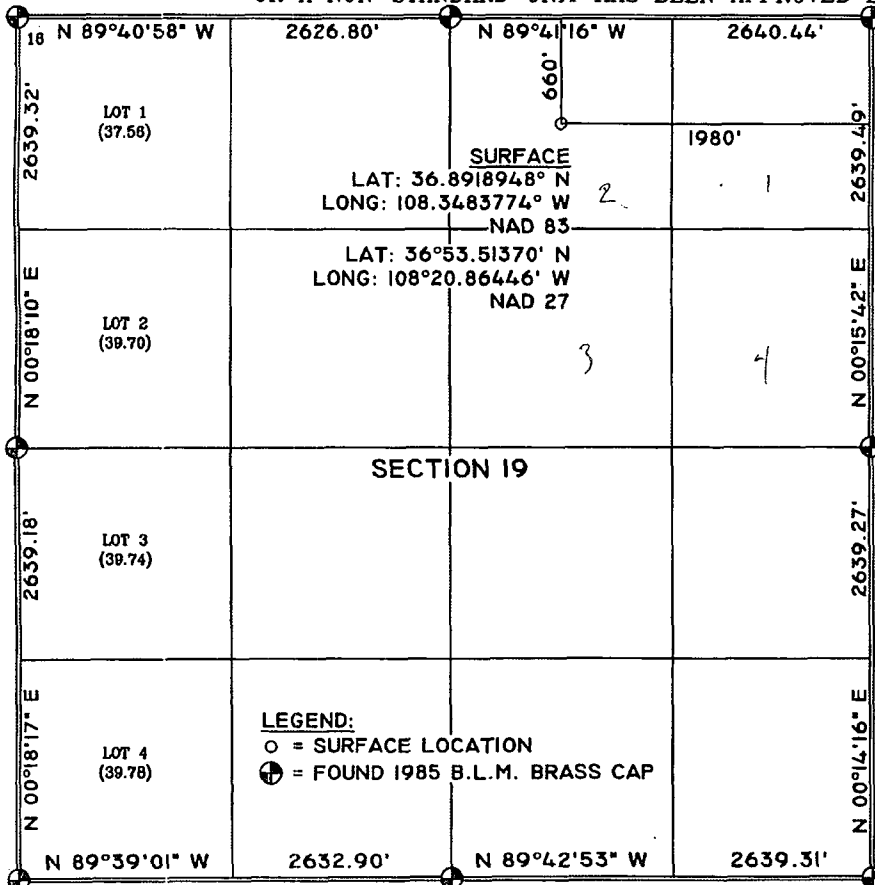 16 N 89°40'58" W 2626.80' N 89°41'16" W 2640.44'
660'
2639.32'
LOT 1
(37.56)
1980'
2639.49'
SURFACE
LAT: 36.8918948° N
LONG: 108.3483774° W
NAD 83
2 1
LAT: 36°53.51370' N
LONG: 108°20.86446' W
NAD 27
N 00°18'10" E
LOT 2
(39.70)
3 4
N 00°15'42" E
SECTION 19
2639.18'
LOT 3
(39.74)
2639.27'
N 00°18'17" E
LOT 4
(39.78)
LEGEND:
○ = SURFACE LOCATION
= FOUND 1985 B.L.M. BRASS CAP
N 00°14'16" E
N 89°39'01" W 2632.90' N 89°42'53" W 2639.31'